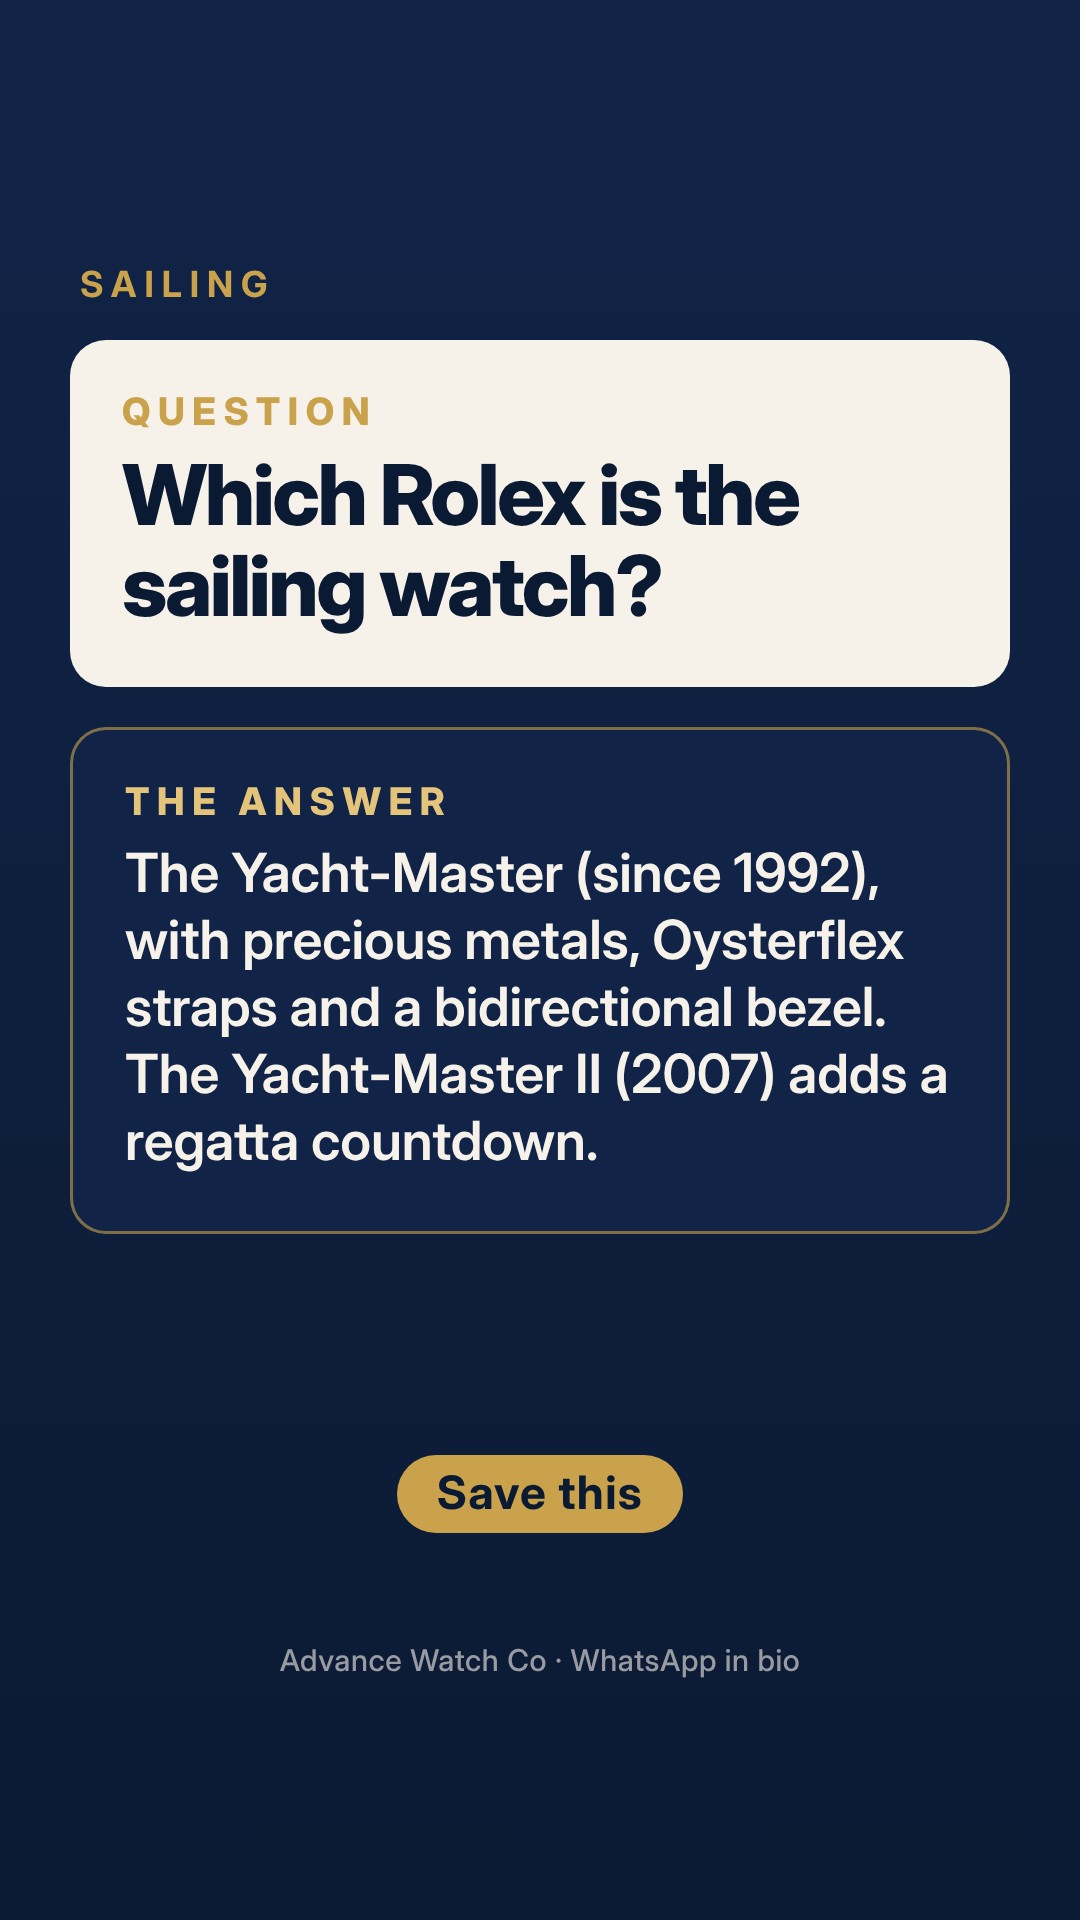 SAILING
QUESTION
Which Rolex is the
sailing watch?
THE ANSWER
The Yacht-Master (since 1992),
with precious metals, Oysterflex
straps and a bidirectional bezel.
The Yacht-Master II (2007) adds a
regatta countdown.
Save this
Advance Watch Co · WhatsApp in bio